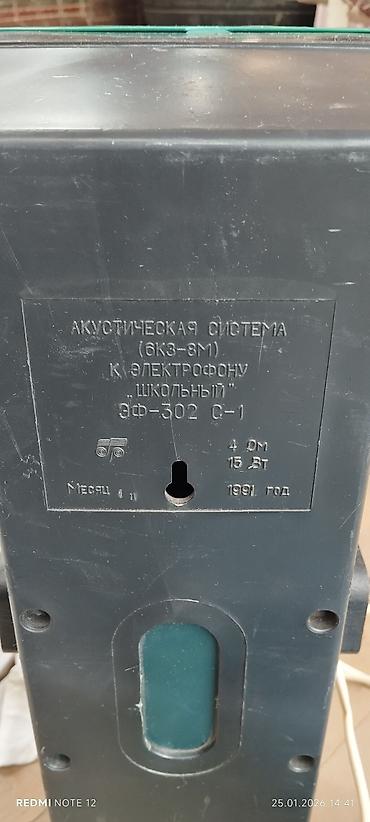 АКУСТИЧЕСКАЯ СИСТЕМА
(6КЗ-8М)
К ЭЛЕКТРОФОНУ
„ШКОЛЬНЫЙ"
ЭФ-302 С-1
4 Ом
15 Вт
Месяц 1991 год
REDMI NOTE 12 25.01.2026 14:41